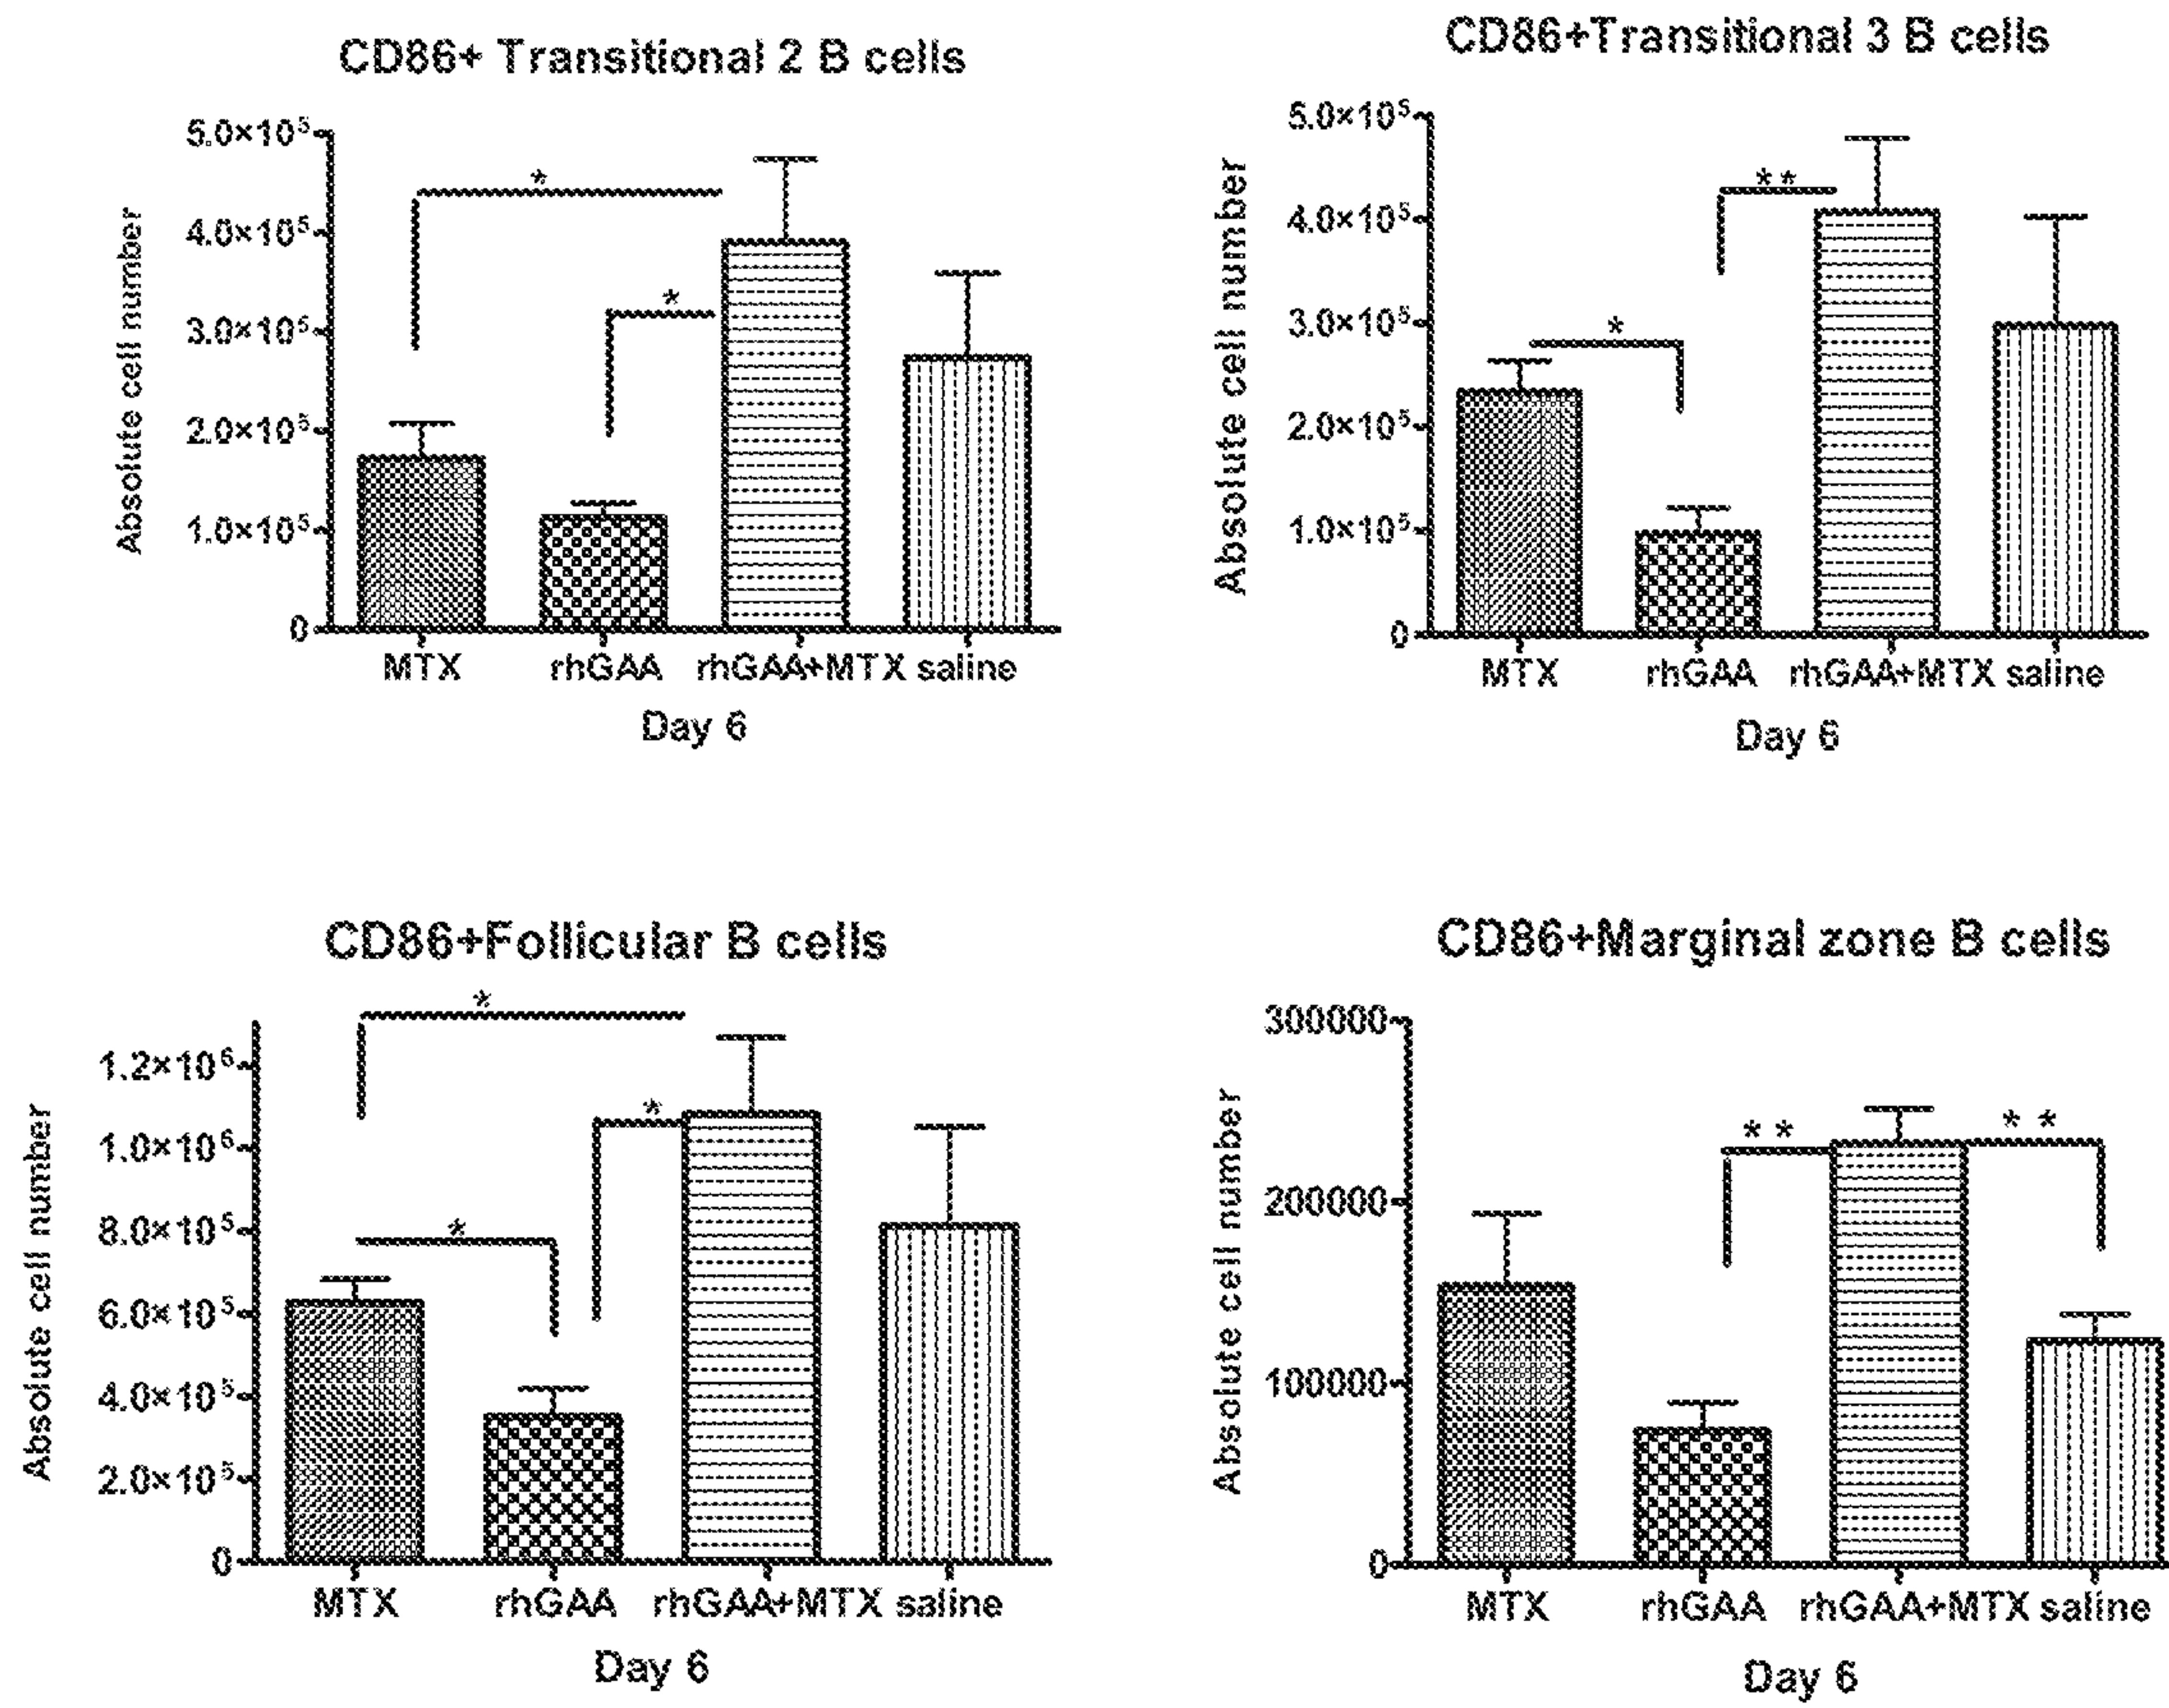 CD86+ Transitional 2 B cells
Absolute cell number
5.0×10⁵
4.0×10⁵
3.0×10⁵
2.0×10⁵
1.0×10⁵
0
*
*
MTX rhGAA rhGAA+MTX saline
Day 6
CD86+Transitional 3 B cells
Absolute cell number
5.0×10⁵
4.0×10⁵
3.0×10⁵
2.0×10⁵
1.0×10⁵
0
**
*
MTX rhGAA rhGAA+MTX saline
Day 6
CD86+Follicular B cells
Absolute cell number
1.2×10⁶
1.0×10⁶
8.0×10⁵
6.0×10⁵
4.0×10⁵
2.0×10⁵
0
*
*
*
MTX rhGAA rhGAA+MTX saline
Day 6
CD86+Marginal zone B cells
Absolute cell number
300000
200000
100000
0
** **
MTX rhGAA rhGAA+MTX saline
Day 6